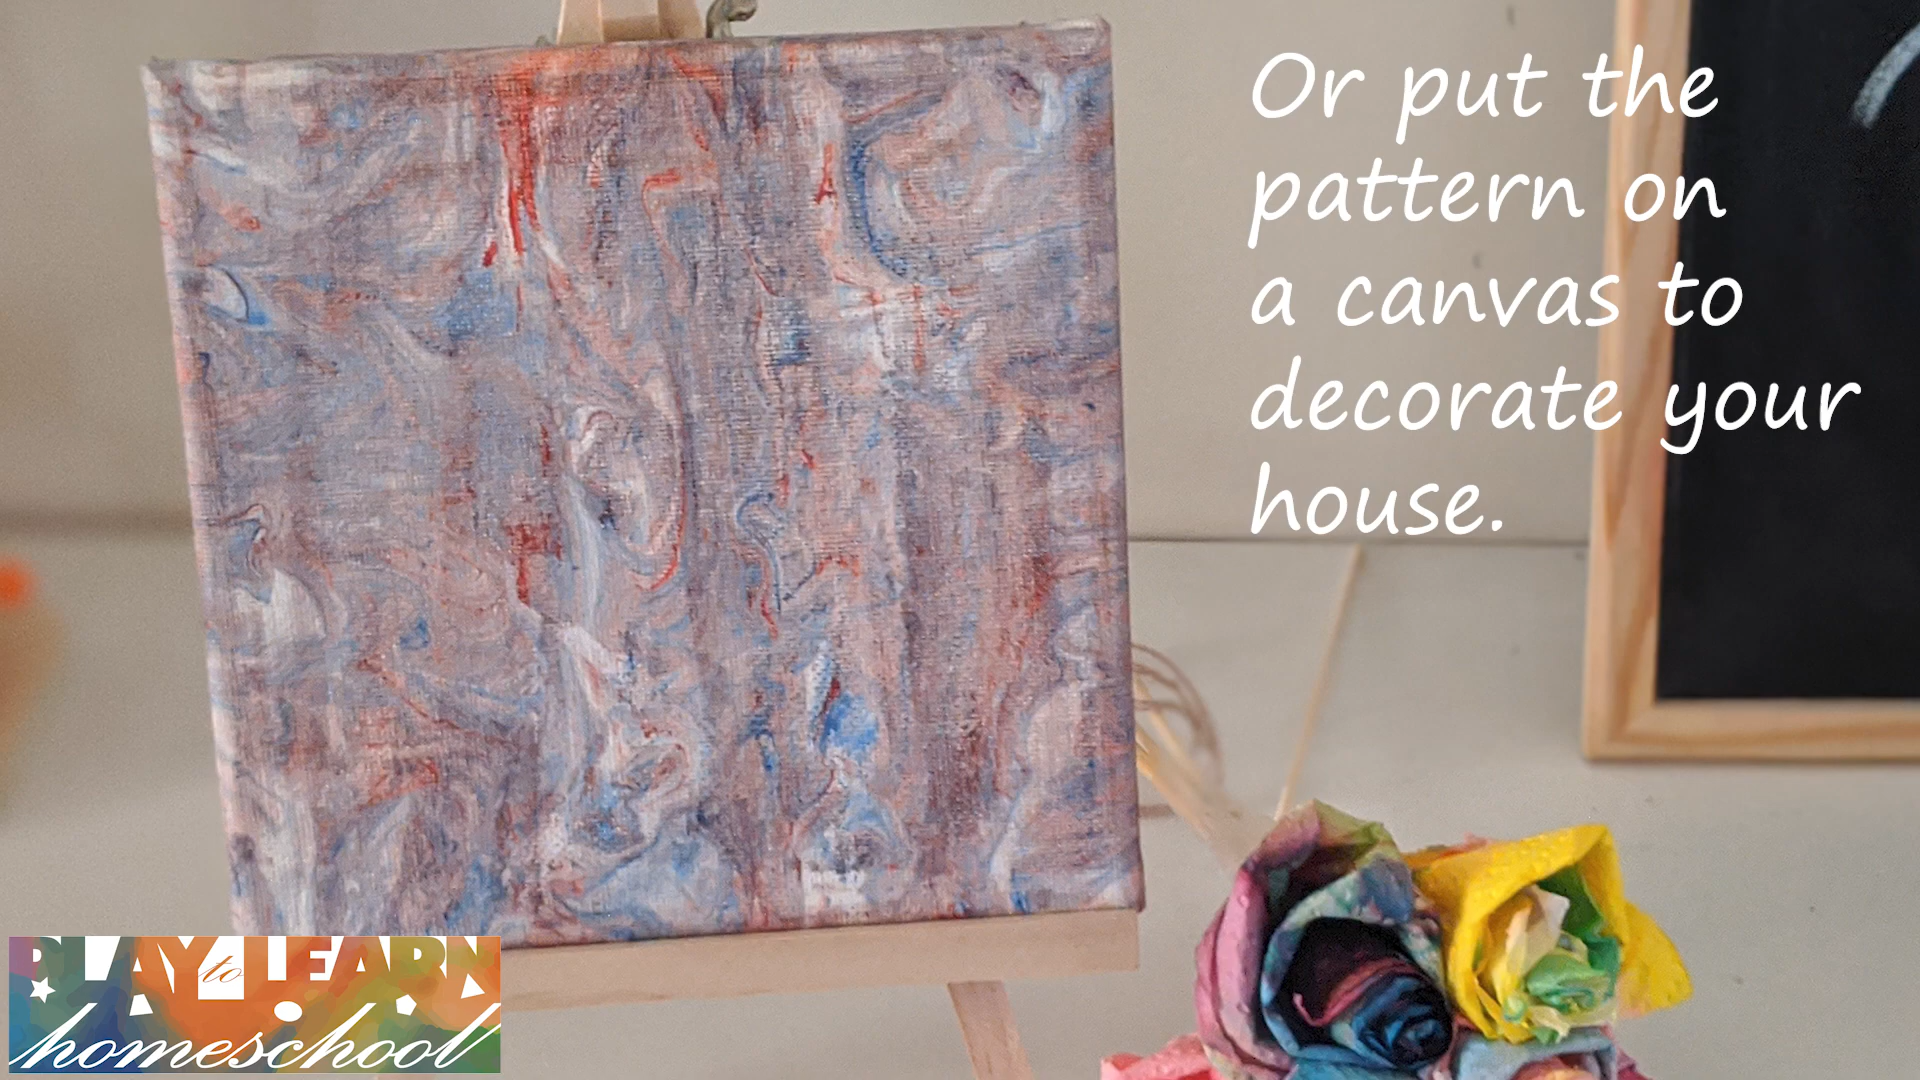 Or put the
pattern on
a canvas to
decorate your
house.
PLAY to LEARN
homeschool